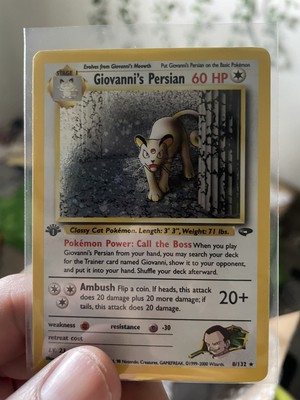 Evolves from Giovanni's Meowth Put Giovanni's Persian on the Basic Pokémon
STAGE 1 Giovanni's Persian 60 HP
Classy Cat Pokémon. Length: 3' 3", Weight: 71 lbs.
Pokémon Power: Call the Boss When you play
Giovanni's Persian from your hand, you may search your deck
for the Trainer card named Giovanni, show it to your opponent,
and put it into your hand. Shuffle your deck afterward.
Ambush Flip a coin. If heads, this attack
does 20 damage plus 20 more damage; if
tails, this attack does 20 damage.
20+
weakness resistance -30
retreat cost
LV. 23
Nintendo, Creatures, GAMEFREAK. ©1999-2000 Wizards. 8/132